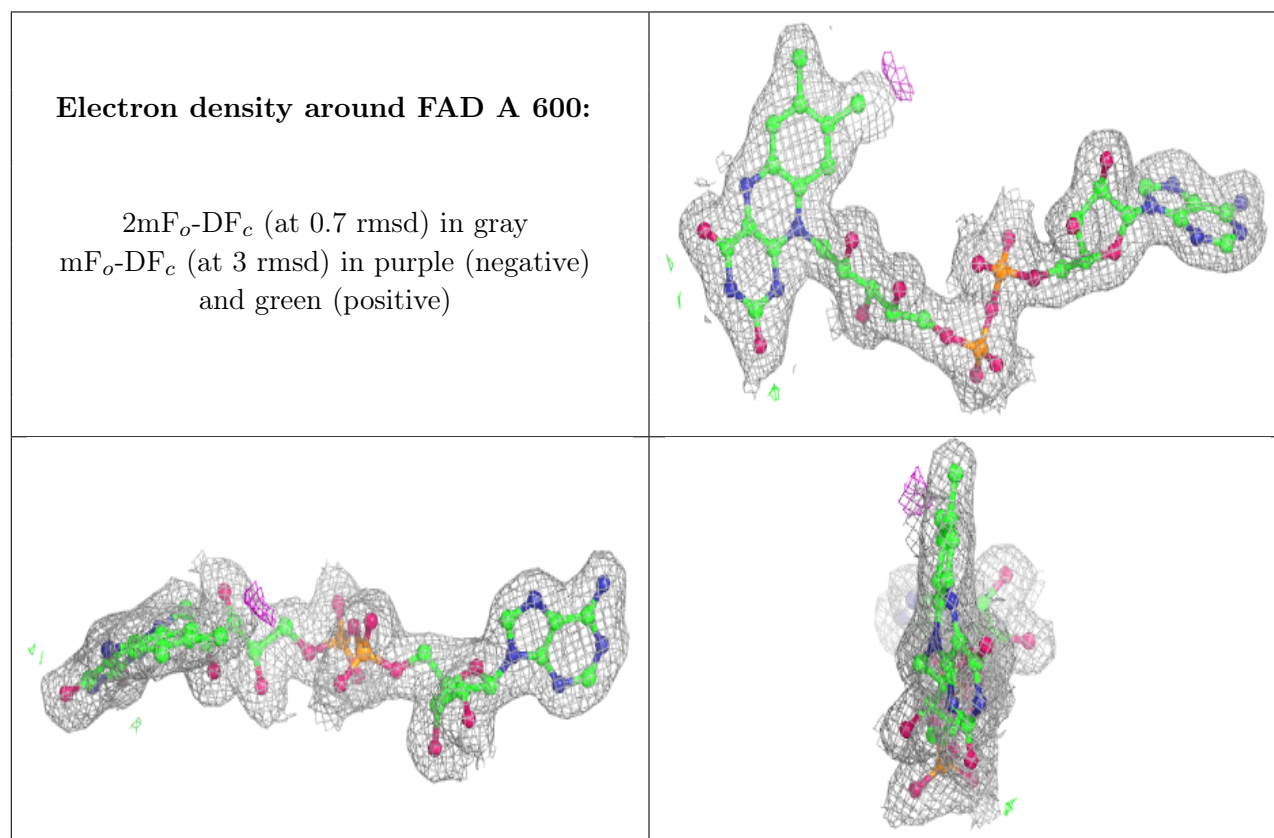 Electron density around FAD A 600:
2mFo-DFc (at 0.7 rmsd) in gray
mFo-DFc (at 3 rmsd) in purple (negative)
and green (positive)